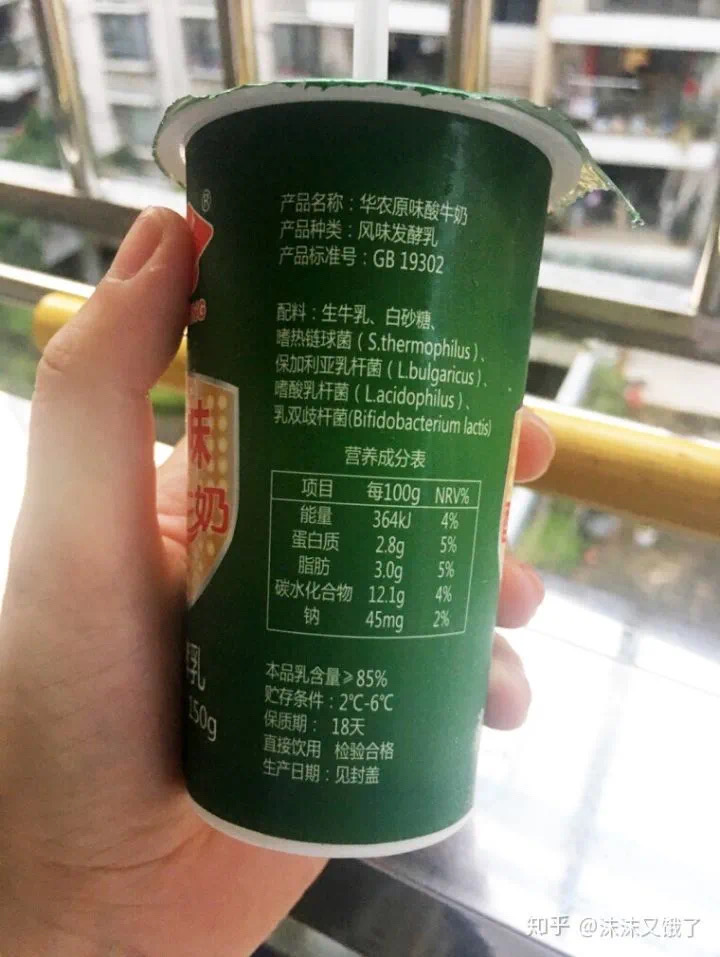 ®
产品名称：华农原味酸牛奶
产品种类：风味发酵乳
产品标准号：GB 19302
配料：生牛乳、白砂糖、
嗜热链球菌（S.thermophilus）、
保加利亚乳杆菌（L.bulgaricus）、
嗜酸乳杆菌（L.acidophilus）、
乳双歧杆菌(Bifidobacterium lactis)
味
奶
营养成分表
项目 每100g NRV%
能量 364kJ 4%
蛋白质 2.8g 5%
脂肪 3.0g 5%
碳水化合物 12.1g 4%
钠 45mg 2%
乳
150g
本品乳含量≥85%
贮存条件：2℃-6℃
保质期： 18天
直接饮用 检验合格
生产日期：见封盖
知乎 @沫沫又饿了